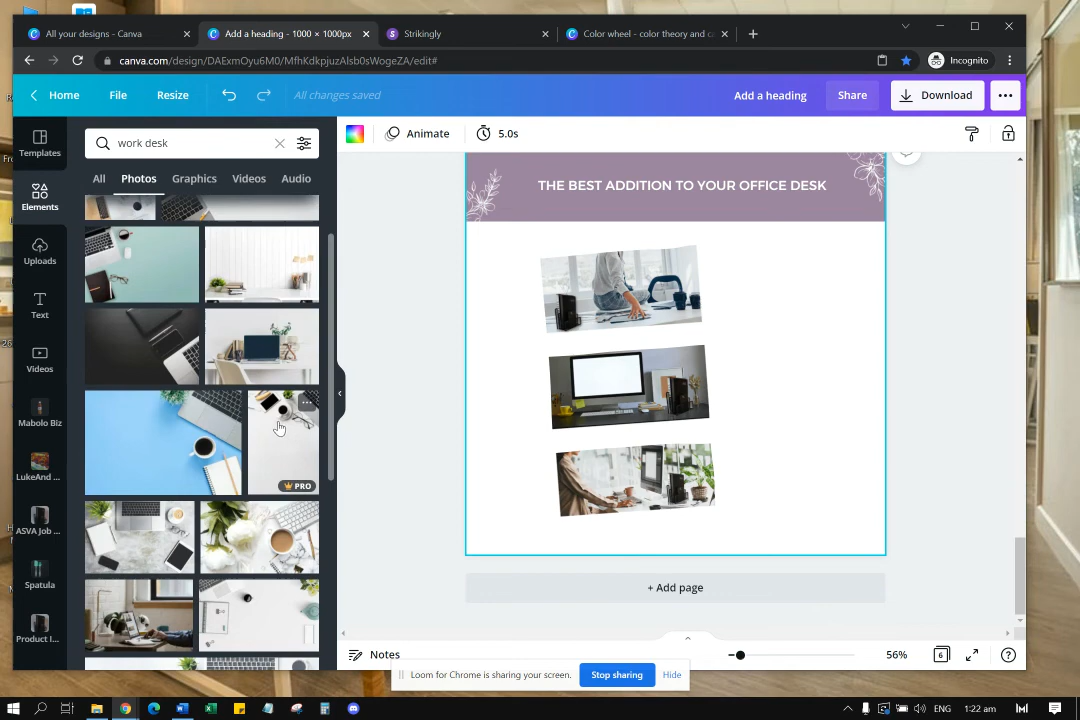 All your designs - Canva
Add a heading - 1000 × 1000px
Strikingly
Color wheel - color theory and c
canva.com/design/DAExmOyu6M0/MfhKdkpjuzAlsb0sWogeZA/edit#
Incognito
Home
File
Resize
All changes saved
Add a heading
Share
Download
Templates
work desk
Animate
5.0s
Elements
All
Photos
Graphics
Videos
Audio
THE BEST ADDITION TO YOUR OFFICE DESK
Uploads
Text
Videos
Mabolo Biz
LukeAnd ...
PRO
ASVA Job ...
Spatula
+ Add page
Product I...
Notes
56%
6
Loom for Chrome is sharing your screen.
Stop sharing
Hide
ENG
1:22 am